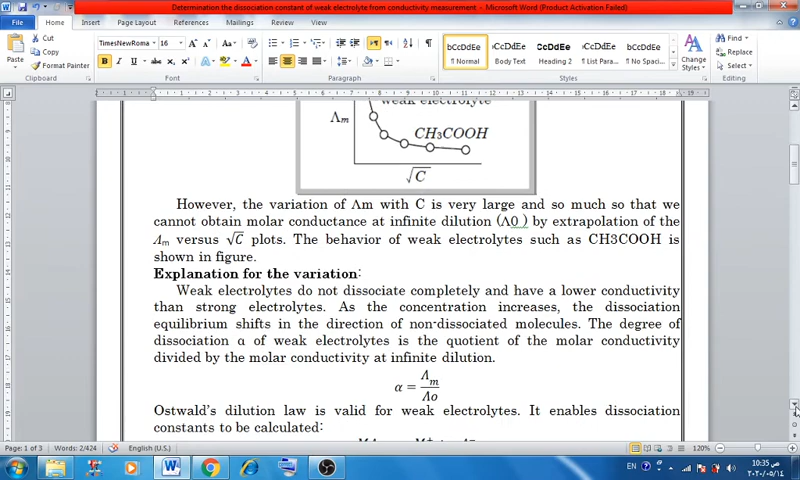 Determination the dissociation constant of weak electrolyte from conductivity measurement - Microsoft Word (Product Activation Failed)
File Home Insert Page Layout References Mailings Review View
Cut
Copy
Format Painter
Paste
Clipboard
TimesNewRoma 16
Font
Paragraph
bCcDdEe bCcDdEe bCcDdEe bCcDdEe bCcDdEe
¶ Normal Body Text Heading 2 ¶ List Para... ¶ No Spaci...
Change Styles
Styles
Find
Replace
Select
Editing
weak electrolyte
Λm
CH3COOH
√C
However, the variation of Λm with C is very large and so much so that we
cannot obtain molar conductance at infinite dilution (Λ0 ) by extrapolation of the
Λm versus √C plots. The behavior of weak electrolytes such as CH3COOH is
shown in figure.
Explanation for the variation:
Weak electrolytes do not dissociate completely and have a lower conductivity
than strong electrolytes. As the concentration increases, the dissociation
equilibrium shifts in the direction of non-dissociated molecules. The degree of
dissociation α of weak electrolytes is the quotient of the molar conductivity
divided by the molar conductivity at infinite dilution.
α = Λm / Λo
Ostwald's dilution law is valid for weak electrolytes. It enables dissociation
constants to be calculated:
Page: 1 of 3 Words: 2/424 English (U.S.) 120%
EN 10:35 ص
٢٠٢٠/٠٥/١٤